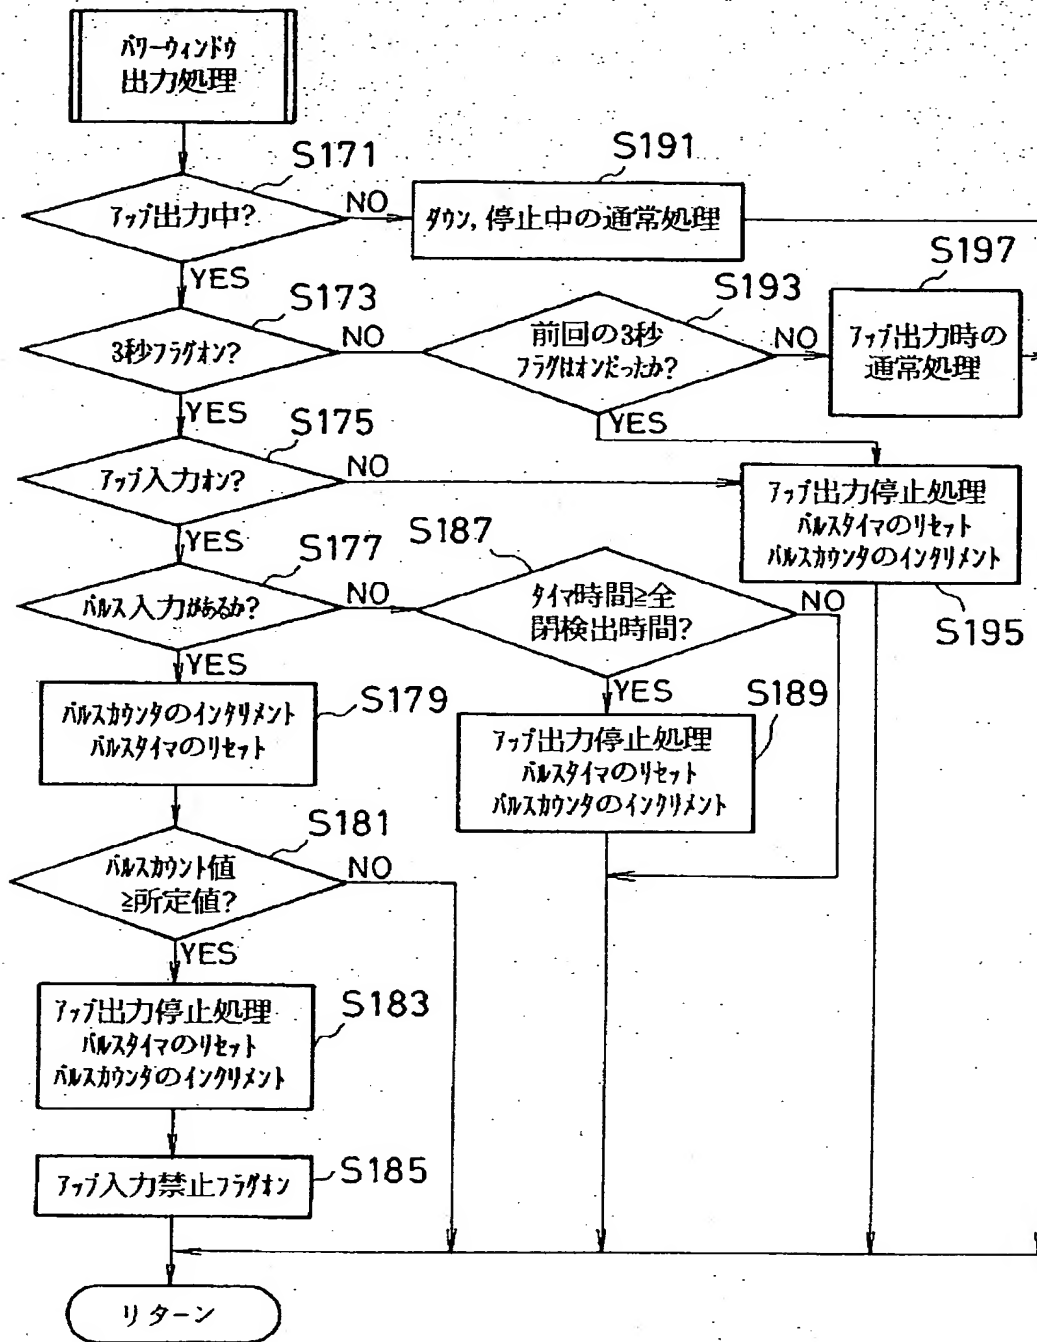 パワーウィンドウ
出力処理
S171
アップ出力中?
NO
YES
S191
ダウン,停止中の通常処理
S173
3秒フラグオン?
NO
YES
S193
前回の3秒
フラグはオンだったか?
NO
YES
S197
アップ出力時の
通常処理
S175
アップ入力オン?
NO
YES
アップ出力停止処理
パルスタイマのリセット
パルスカウンタのインタリメント
S195
S177
パルス入力があるか?
NO
YES
S187
タイマ時間≧全
閉検出時間?
NO
YES
S179
パルスカウンタのインタリメント
パルスタイマのリセット
S189
アップ出力停止処理
パルスタイマのリセット
パルスカウンタのインクリメント
S181
パルスカウント値
≧所定値?
NO
YES
S183
アップ出力停止処理
パルスタイマのリセット
パルスカウンタのインクリメント
S185
アップ入力禁止フラグオン
リターン